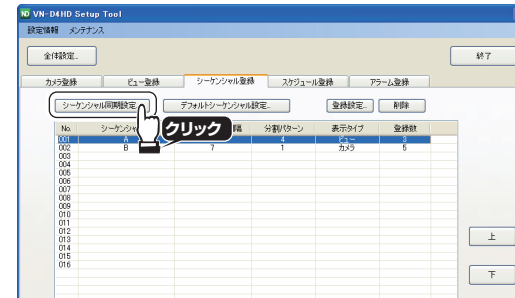 VN-D4HD Setup Tool
設定情報 メンテナンス
全体設定... 終了
カメラ登録 ビュー登録 シーケンシャル登録 スケジュール登録 アラーム登録
シーケンシャル同期設定... デフォルトシーケンシャル設定... 登録設定... 削除
クリック
No. シーケンシャ 隔 分割パターン 表示タイプ 登録数
001 A 4 ビュー 3
002 B 7 1 カメラ 5
003
004
005
006
007
008
009
010
011
012
013
014
015
016
上
下